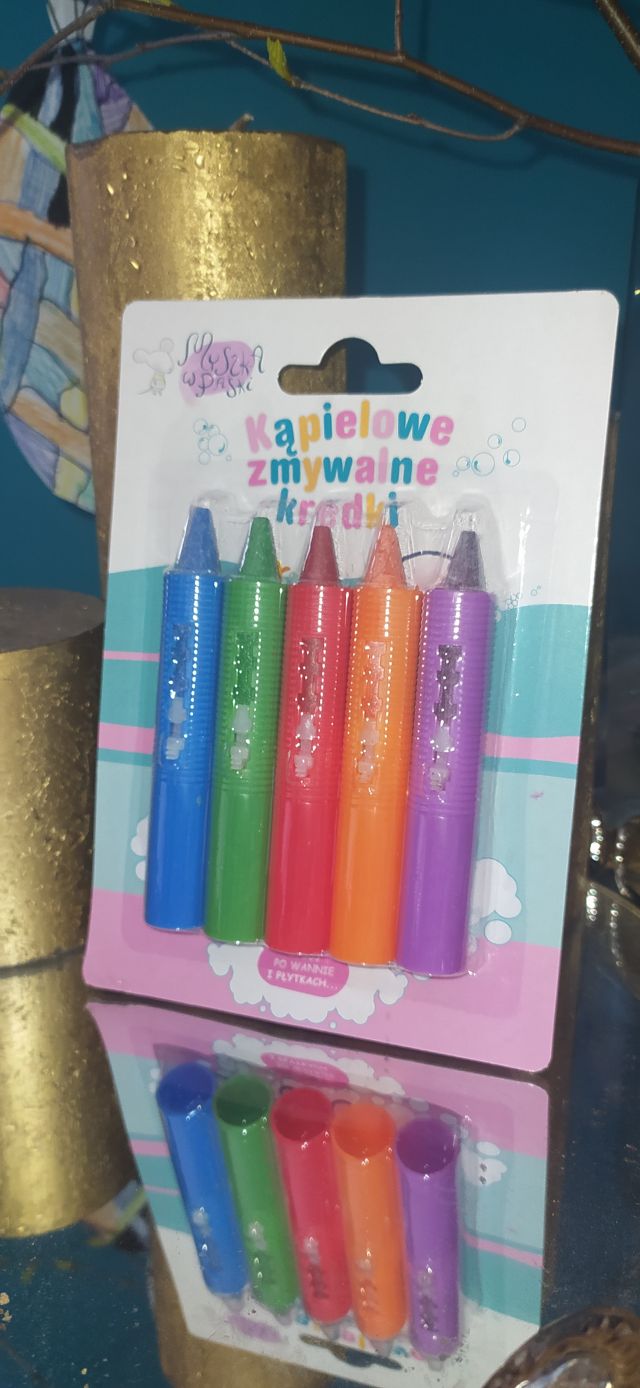 Myszka
w Paski
Kąpielowe
zmywalne
kredki
PO WANNIE
I PŁYTKACH...